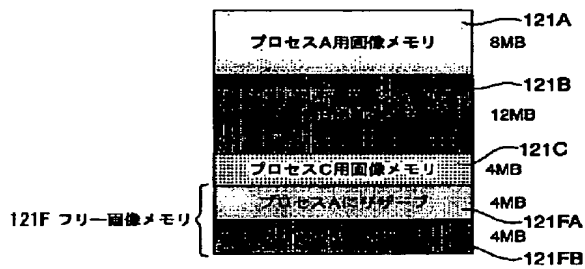 121A
プロセスA用画像メモリ
8MB
121B
12MB
121C
プロセスC用画像メモリ
4MB
121F フリー画像メモリ
プロセスAにリザーブ
4MB
121FA
4MB
121FB